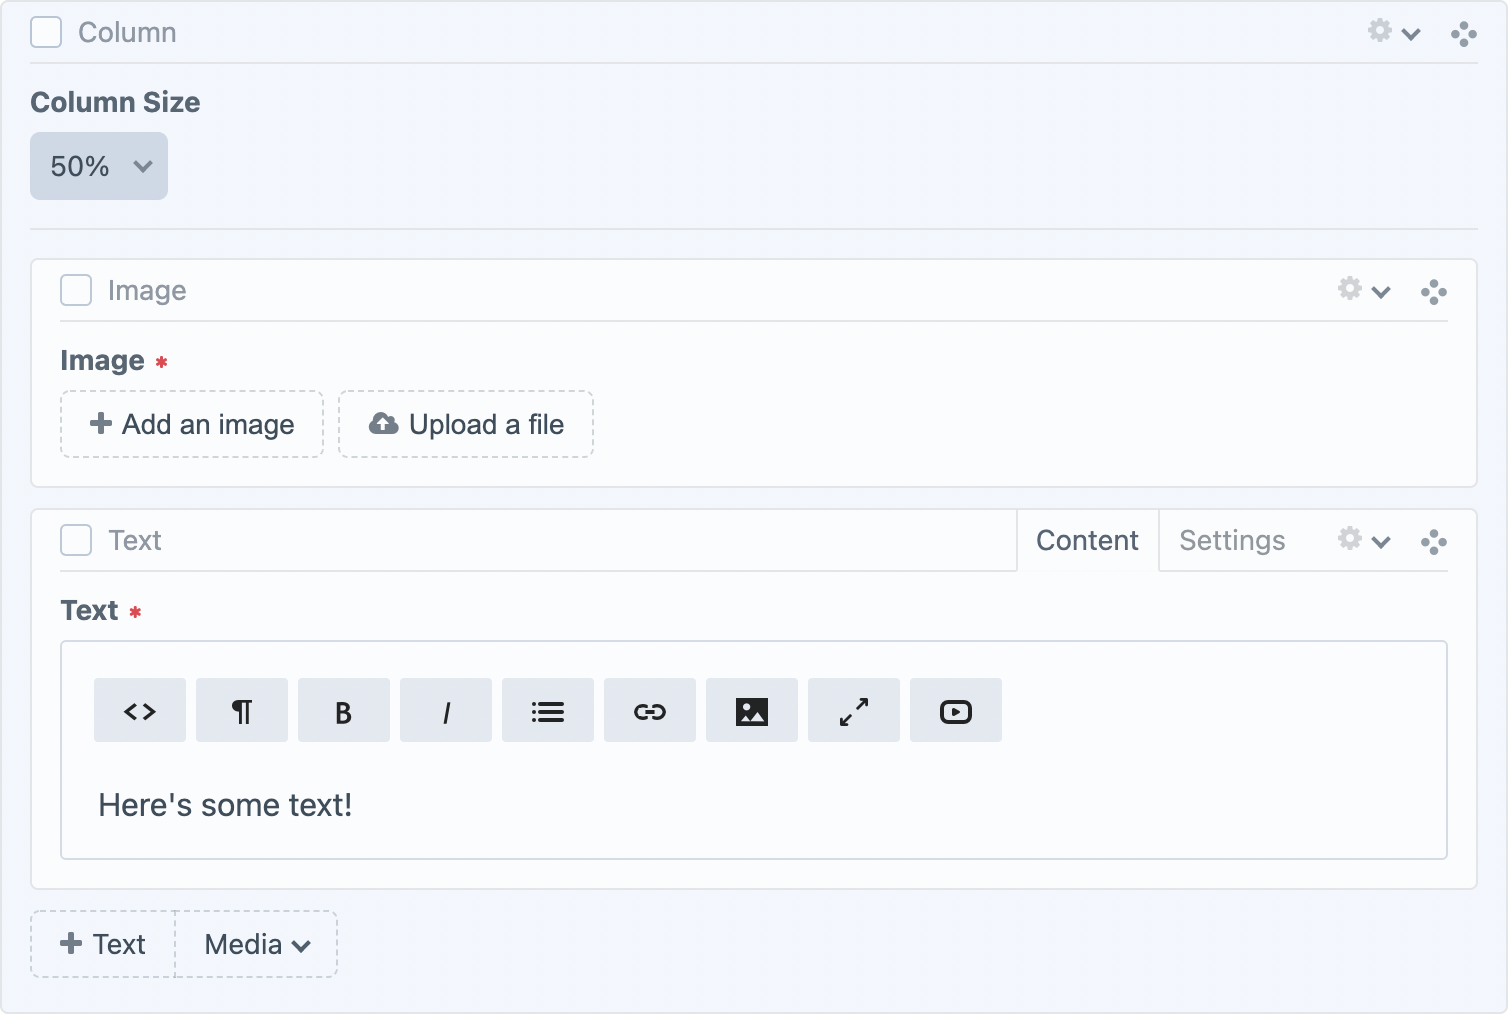 Column
Column Size
50%
Image
Image *
Add an image Upload a file
Text Content Settings
Text *
B I
Here's some text!
Text Media